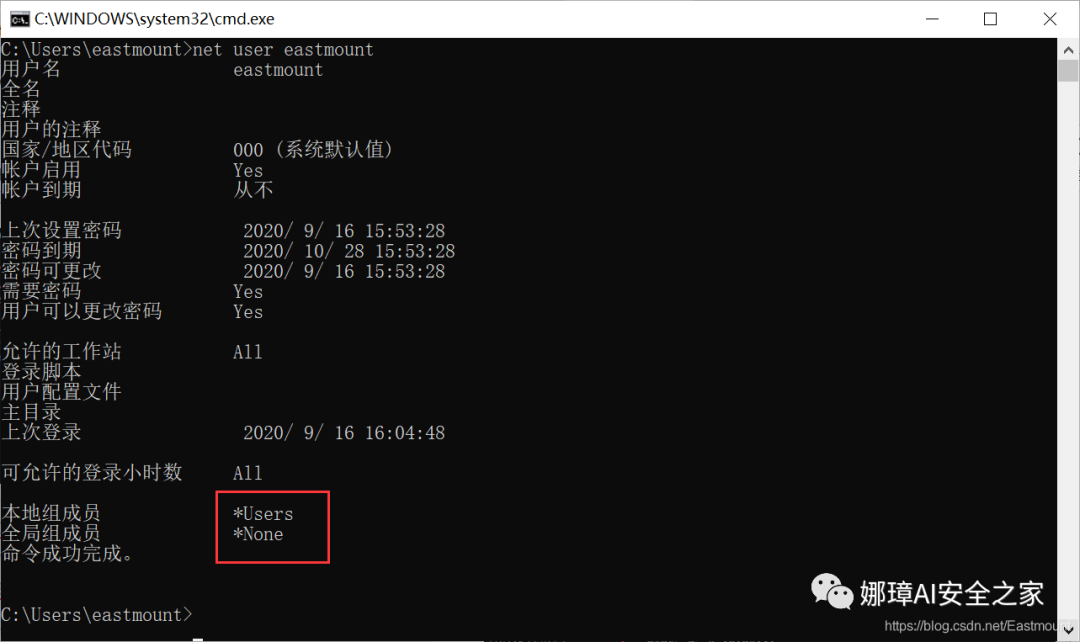 C:\WINDOWS\system32\cmd.exe
C:\Users\eastmount>net user eastmount
用户名 eastmount
全名
注释
用户的注释
国家/地区代码 000 (系统默认值)
帐户启用 Yes
帐户到期 从不
上次设置密码 2020/ 9/ 16 15:53:28
密码到期 2020/ 10/ 28 15:53:28
密码可更改 2020/ 9/ 16 15:53:28
需要密码 Yes
用户可以更改密码 Yes
允许的工作站 All
登录脚本
用户配置文件
主目录
上次登录 2020/ 9/ 16 16:04:48
可允许的登录小时数 All
本地组成员 *Users
全局组成员 *None
命令成功完成。
C:\Users\eastmount>
娜璋AI安全之家
https://blog.csdn.net/Eastmount